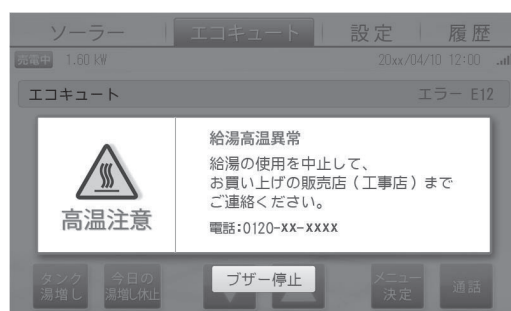 ソーラー エコキュート 設定 履歴
売電中 1.60 kW 20xx/04/10 12:00
エコキュート エラー E12
給湯高温異常
給湯の使用を中止して、
お買い上げの販売店(工事店)まで
ご連絡ください。
電話:0120-XX-XXXX
高温注意
タンク湯増し 今日の湯増し休止 ブザー停止 メニュー決定 通話